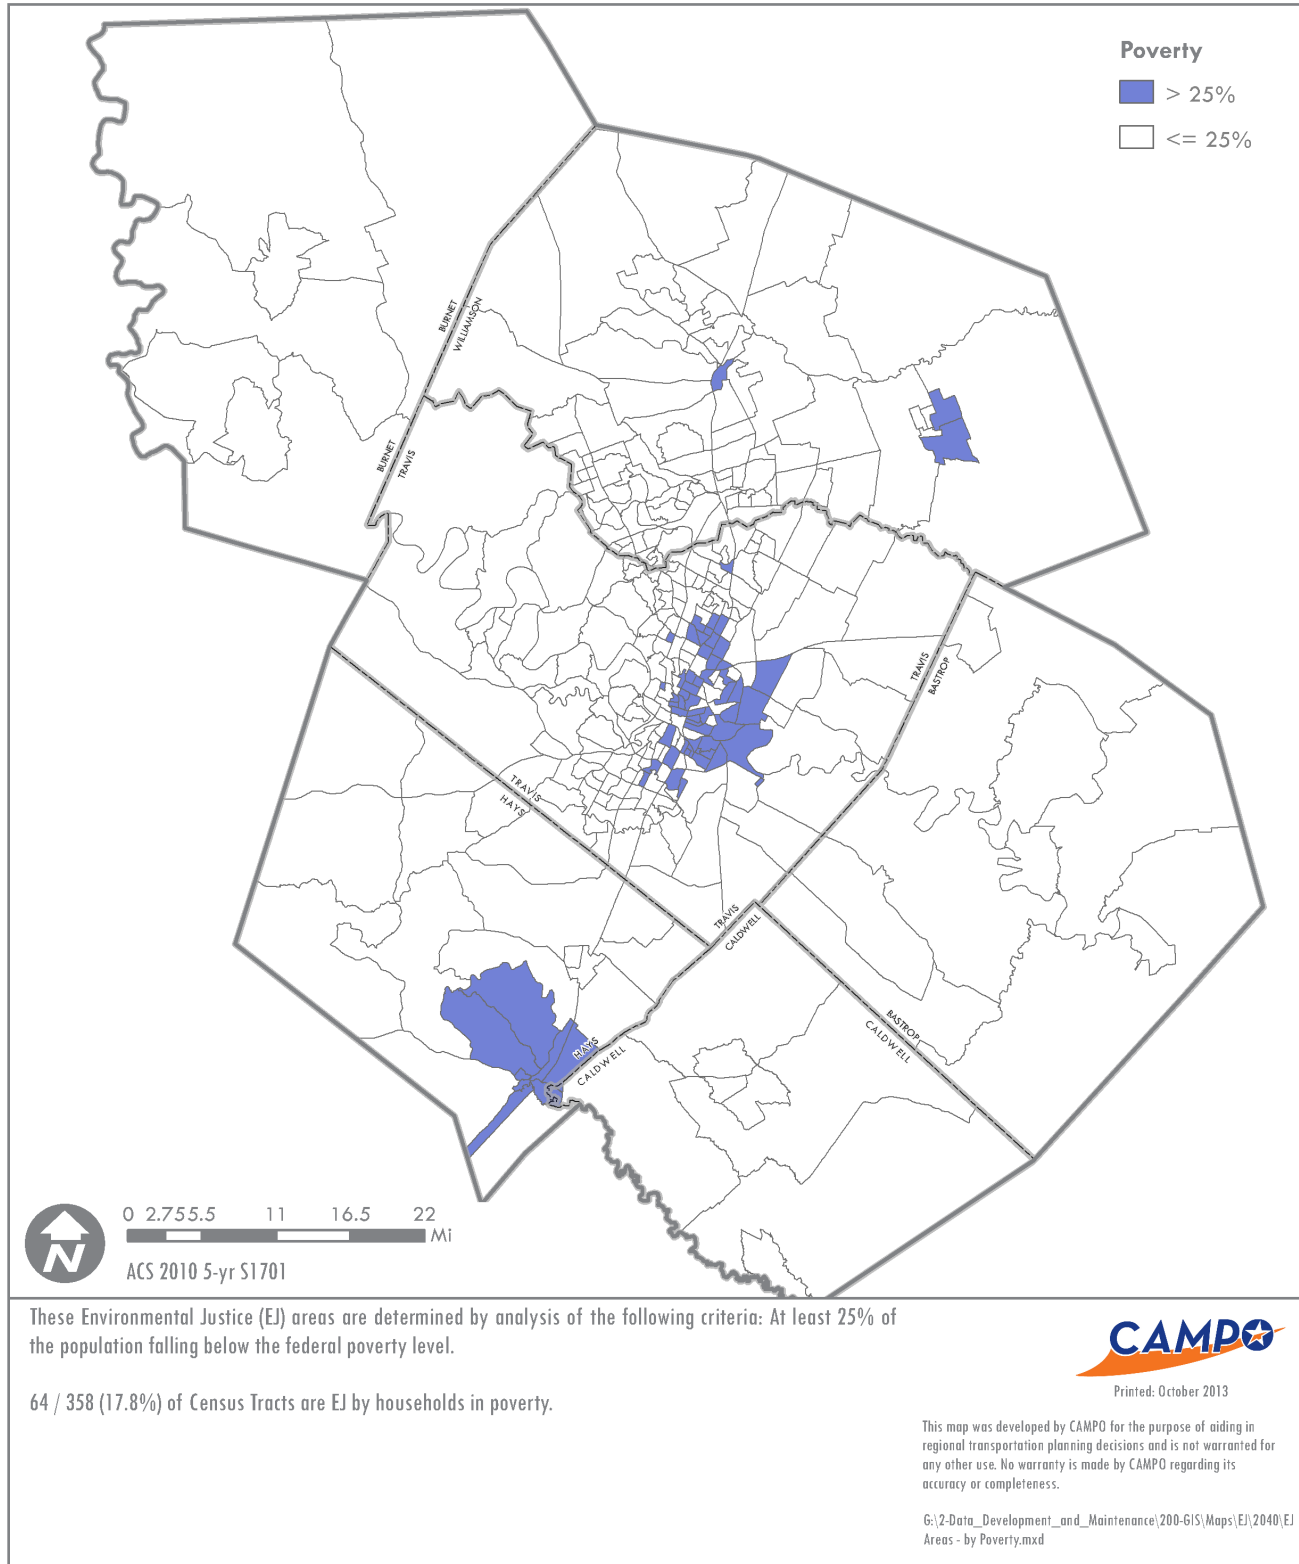 Poverty
> 25%
<= 25%
BURNET
WILLIAMSON
BURNET
TRAVIS
TRAVIS
BASTROP
TRAVIS
HAYS
TRAVIS
CALDWELL
BASTROP
CALDWELL
HAYS
CALDWELL
0 2.75 5.5 11 16.5 22
Mi
N
ACS 2010 5-yr S1701
These Environmental Justice (EJ) areas are determined by analysis of the following criteria: At least 25% of
the population falling below the federal poverty level.
64 / 358 (17.8%) of Census Tracts are EJ by households in poverty.
CAMPO
Printed: October 2013
This map was developed by CAMPO for the purpose of aiding in
regional transportation planning decisions and is not warranted for
any other use. No warranty is made by CAMPO regarding its
accuracy or completeness.
G:\2-Data_Development_and_Maintenance\200-GIS\Maps\EJ\2040\EJ
Areas - by Poverty.mxd